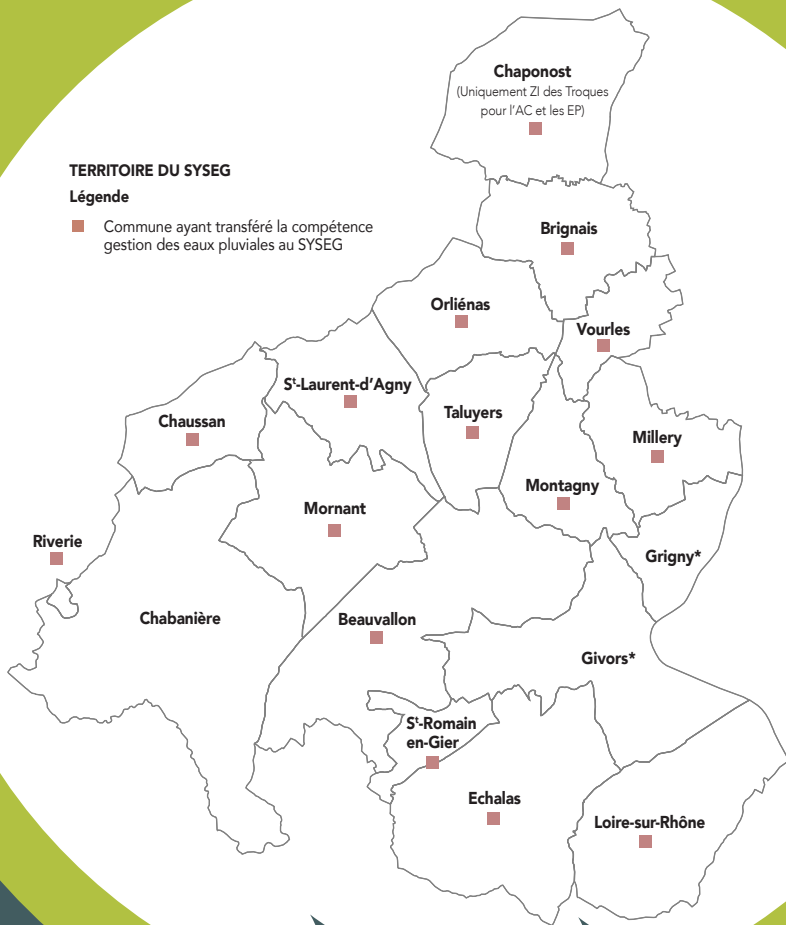 Chaponost
(Uniquement ZI des Troques
pour l'AC et les EP)
TERRITOIRE DU SYSEG
Légende
Commune ayant transféré la compétence
gestion des eaux pluviales au SYSEG
Brignais
Orliénas
Vourles
St-Laurent-d'Agny
Taluyers
Chaussan
Millery
Montagny
Mornant
Riverie
Grigny*
Chabanière
Beauvallon
Givors*
St-Romain
en-Gier
Echalas
Loire-sur-Rhône